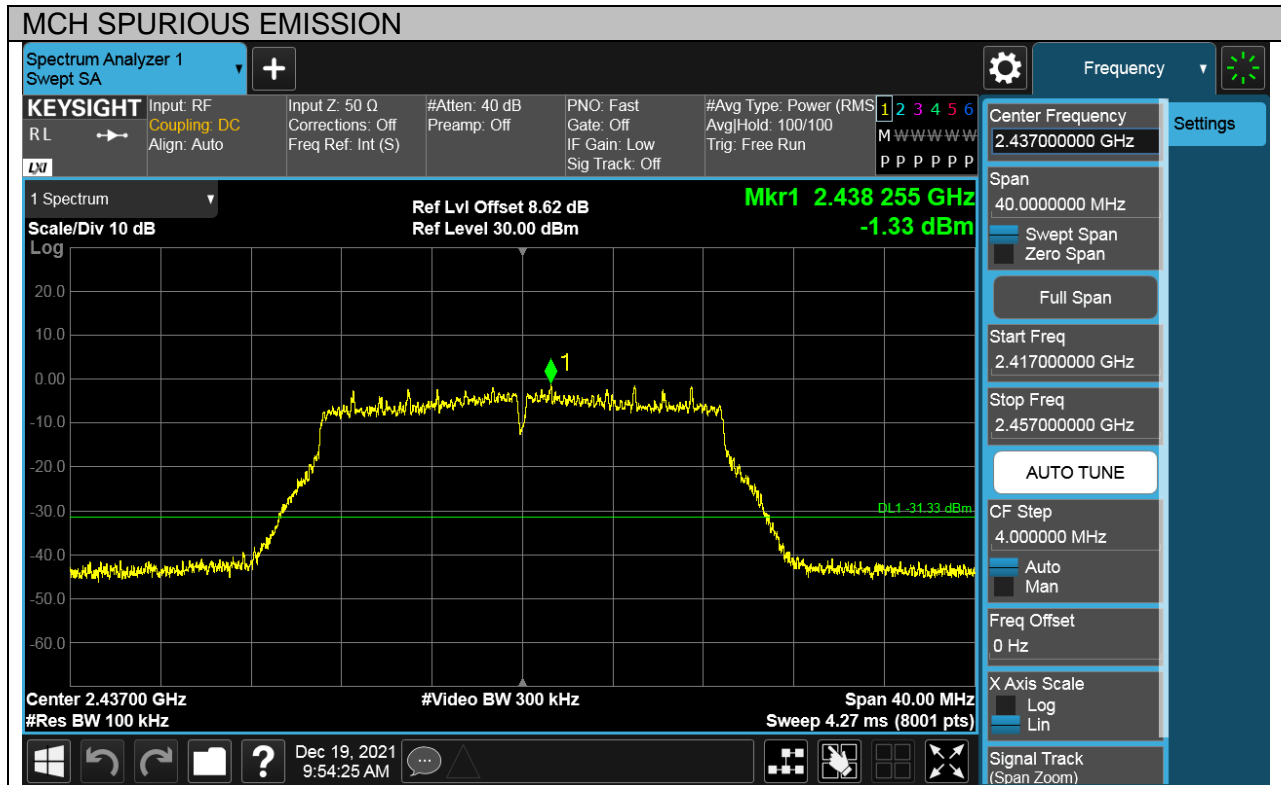 MCH SPURIOUS EMISSION
Spectrum Analyzer 1
Swept SA
+
Frequency
KEYSIGHT
RL
LXI
Input: RF
Coupling: DC
Align: Auto
Input Z: 50 Ω
Corrections: Off
Freq Ref: Int (S)
#Atten: 40 dB
Preamp: Off
PNO: Fast
Gate: Off
IF Gain: Low
Sig Track: Off
#Avg Type: Power (RMS
Avg|Hold: 100/100
Trig: Free Run
1 2 3 4 5 6
M W W W W W
P P P P P P
1 Spectrum
Scale/Div 10 dB
Ref Lvl Offset 8.62 dB
Ref Level 30.00 dBm
Mkr1 2.438 255 GHz
-1.33 dBm
Log
20.0
10.0
0.00
-10.0
-20.0
-30.0
-40.0
-50.0
-60.0
1
DL1 -31.33 dBm
Center 2.43700 GHz
#Video BW 300 kHz
Span 40.00 MHz
#Res BW 100 kHz
Sweep 4.27 ms (8001 pts)
?
Dec 19, 2021
9:54:25 AM
Center Frequency
2.437000000 GHz
Settings
Span
40.0000000 MHz
Swept Span
Zero Span
Full Span
Start Freq
2.417000000 GHz
Stop Freq
2.457000000 GHz
AUTO TUNE
CF Step
4.000000 MHz
Auto
Man
Freq Offset
0 Hz
X Axis Scale
Log
Lin
Signal Track
(Span Zoom)